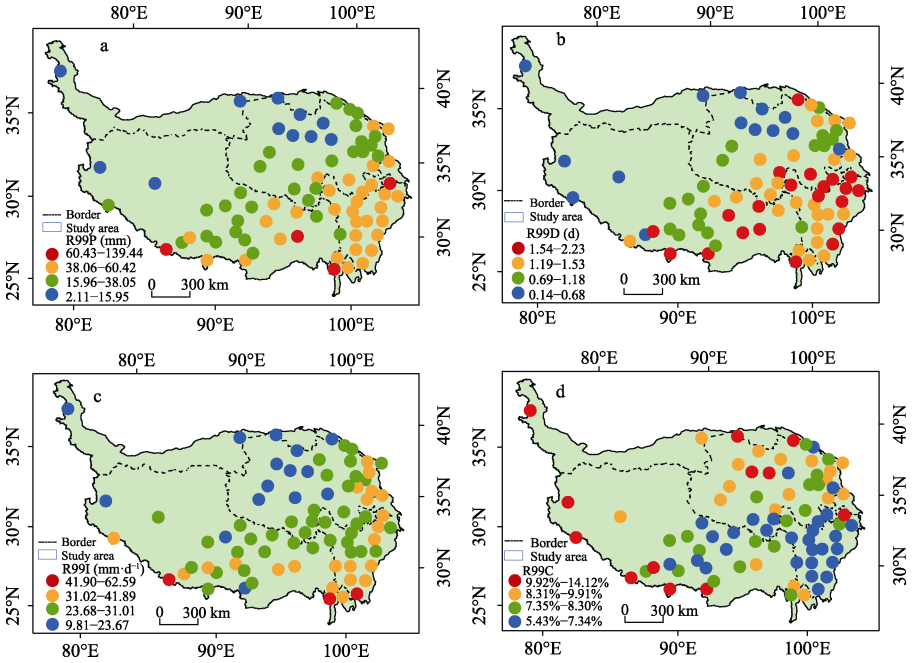 80°E 90°E 100°E
a
40°N
35°N
35°N
30°N
30°N
25°N
Border
Study area
R99P (mm)
60.43−139.44
38.06−60.42
15.96−38.05
2.11−15.95
0 300 km
80°E 90°E 100°E
80°E 90°E 100°E
b
40°N
35°N
35°N
30°N
30°N
25°N
Border
Study area
R99D (d)
1.54−2.23
1.19−1.53
0.69−1.18
0.14−0.68
0 300 km
80°E 90°E 100°E
80°E 90°E 100°E
c
40°N
35°N
35°N
30°N
30°N
25°N
Border
Study area
R99I (mm·d⁻¹)
41.90−62.59
31.02−41.89
23.68−31.01
9.81−23.67
0 300 km
80°E 90°E 100°E
80°E 90°E 100°E
d
40°N
35°N
35°N
30°N
30°N
25°N
Border
Study area
R99C
9.92%−14.12%
8.31%−9.91%
7.35%−8.30%
5.43%−7.34%
0 300 km
80°E 90°E 100°E